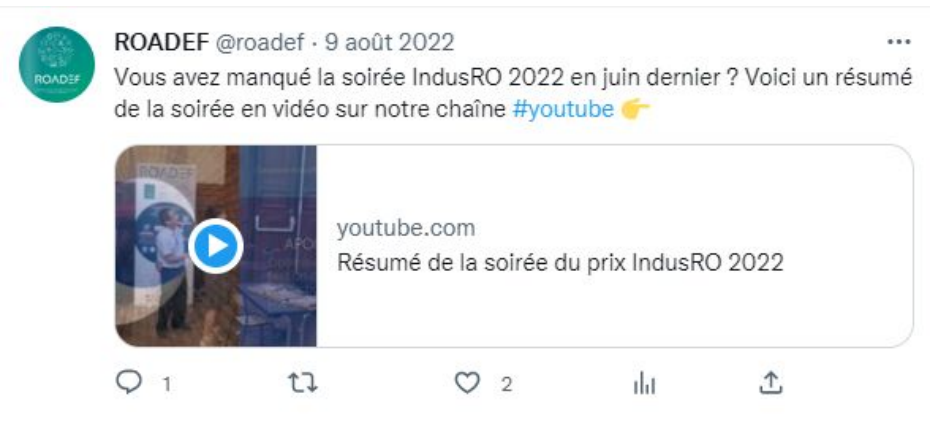 ROADEF @roadef · 9 août 2022
ROADEF
Vous avez manqué la soirée IndusRO 2022 en juin dernier ? Voici un résumé
de la soirée en vidéo sur notre chaîne #youtube 👉
ROADEF
youtube.com
Résumé de la soirée du prix IndusRO 2022
1
2